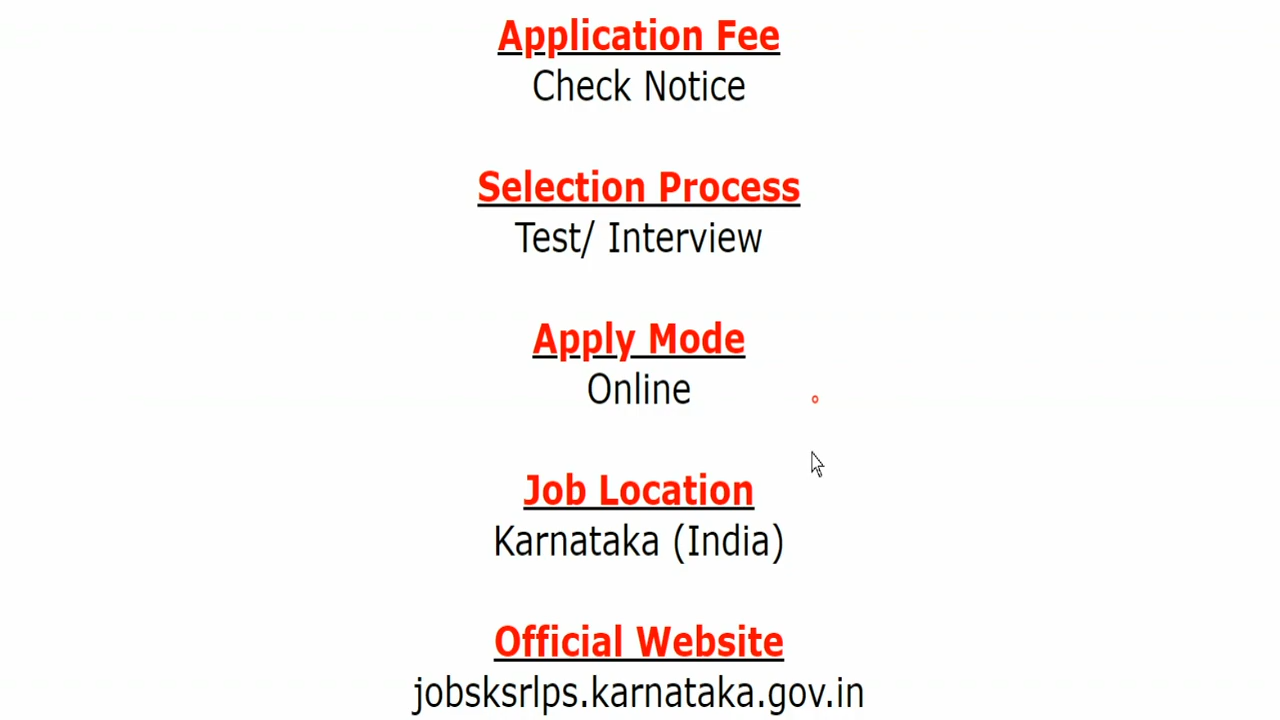 Application Fee
Check Notice
Selection Process
Test/ Interview
Apply Mode
Online
Job Location
Karnataka (India)
Official Website
jobsksrlps.karnataka.gov.in